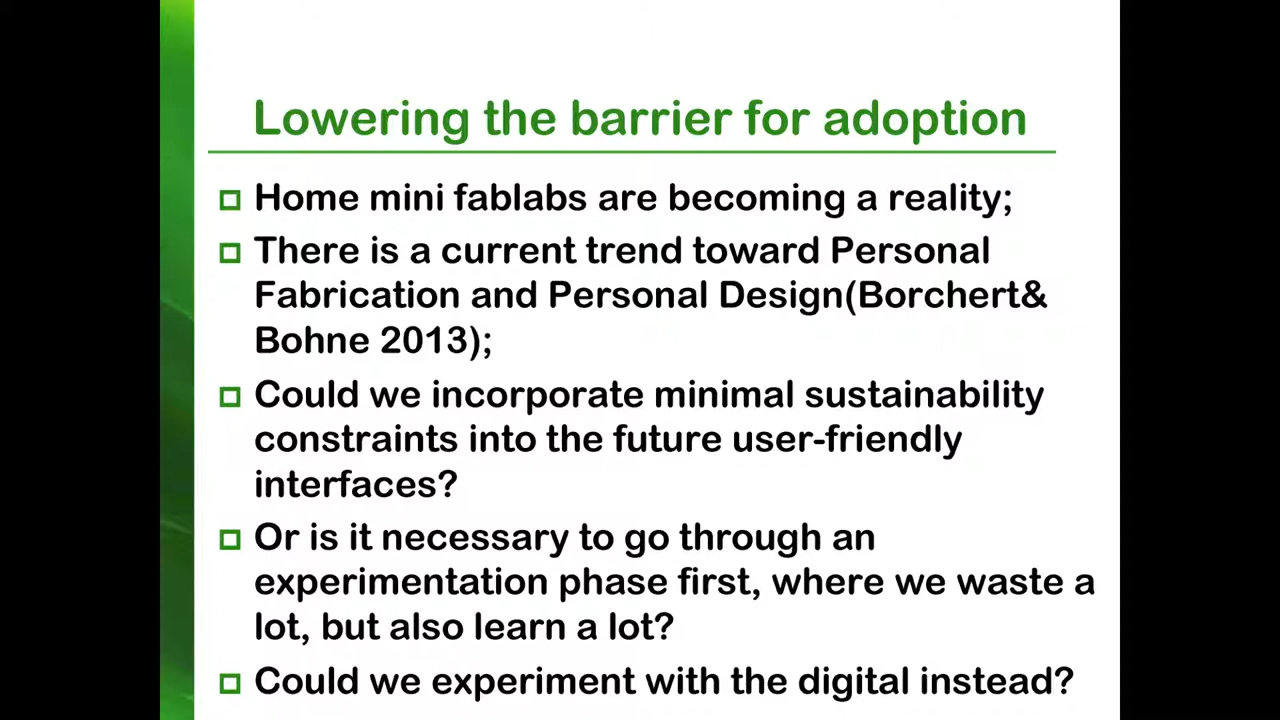 Lowering the barrier for adoption
Home mini fablabs are becoming a reality;
There is a current trend toward Personal
Fabrication and Personal Design(Borchert&
Bohne 2013);
Could we incorporate minimal sustainability
constraints into the future user-friendly
interfaces?
Or is it necessary to go through an
experimentation phase first, where we waste a
lot, but also learn a lot?
Could we experiment with the digital instead?